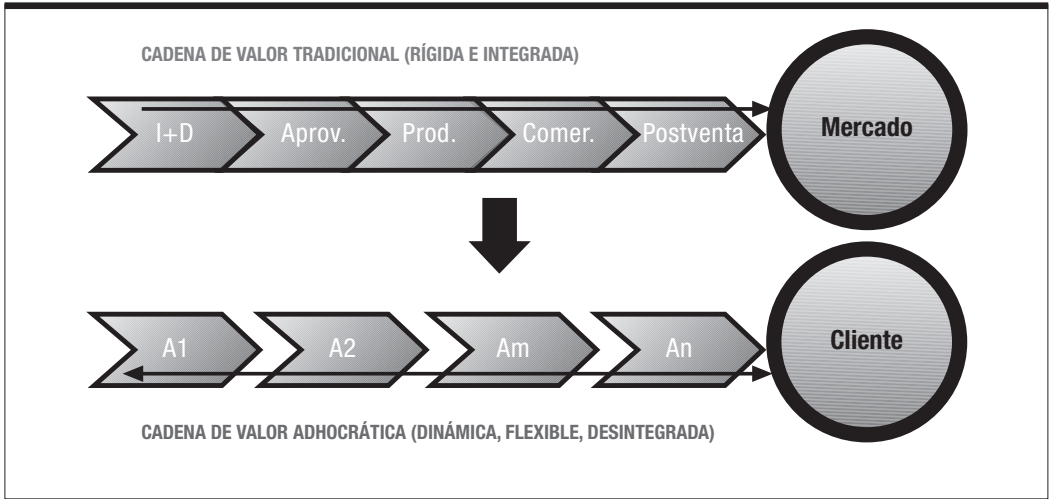 CADENA DE VALOR TRADICIONAL (RÍGIDA E INTEGRADA)
I+D Aprov. Prod. Comer. Postventa
Mercado
A1 A2 Am An
Cliente
CADENA DE VALOR ADHOCRÁTICA (DINÁMICA, FLEXIBLE, DESINTEGRADA)